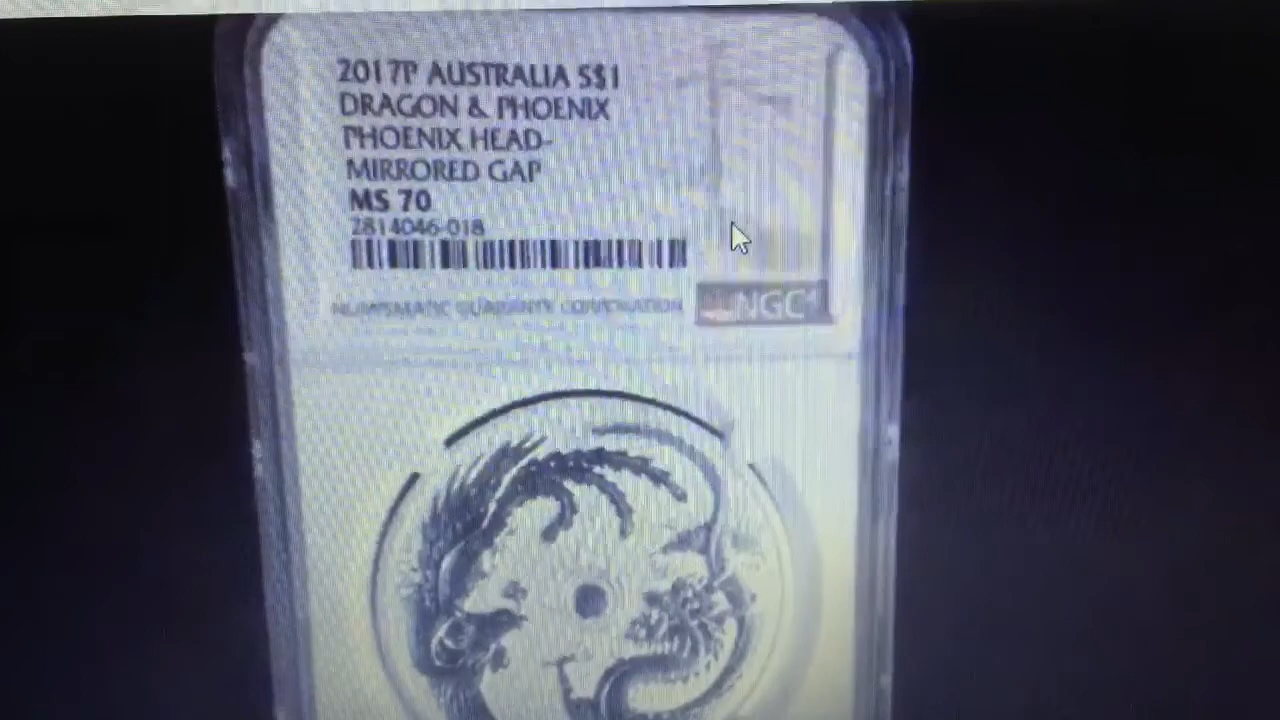 2017P AUSTRALIA S$1
DRAGON & PHOENIX
PHOENIX HEAD-
MIRRORED GAP
MS 70
2814046-018
NUMISMATIC GUARANTY CORPORATION
NGC